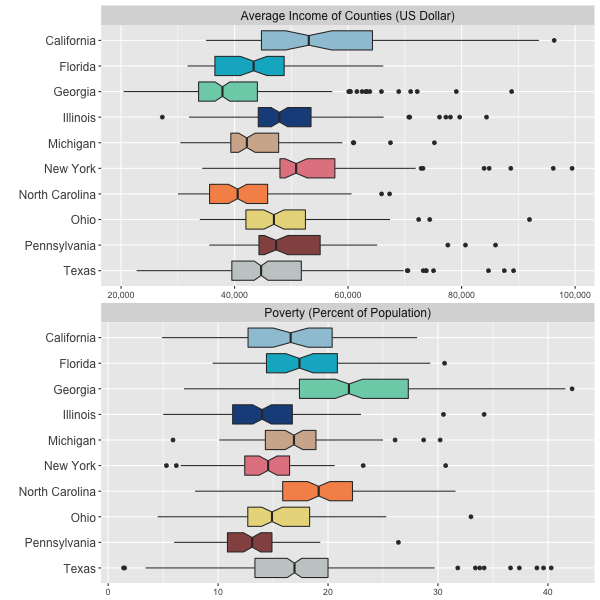 Average Income of Counties (US Dollar)
California
Florida
Georgia
Illinois
Michigan
New York
North Carolina
Ohio
Pennsylvania
Texas
20,000 40,000 60,000 80,000 100,000
Poverty (Percent of Population)
California
Florida
Georgia
Illinois
Michigan
New York
North Carolina
Ohio
Pennsylvania
Texas
0 10 20 30 40